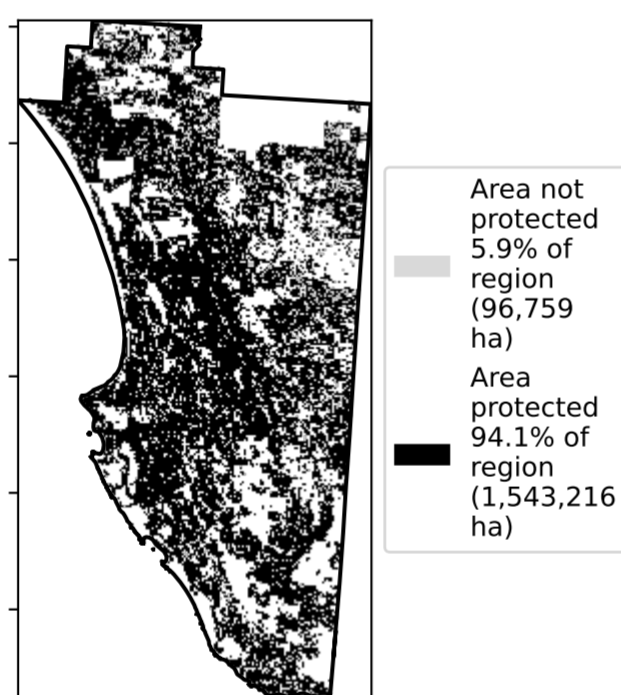 Area not
protected
5.9% of
region
(96,759
ha)
Area
protected
94.1% of
region
(1,543,216
ha)